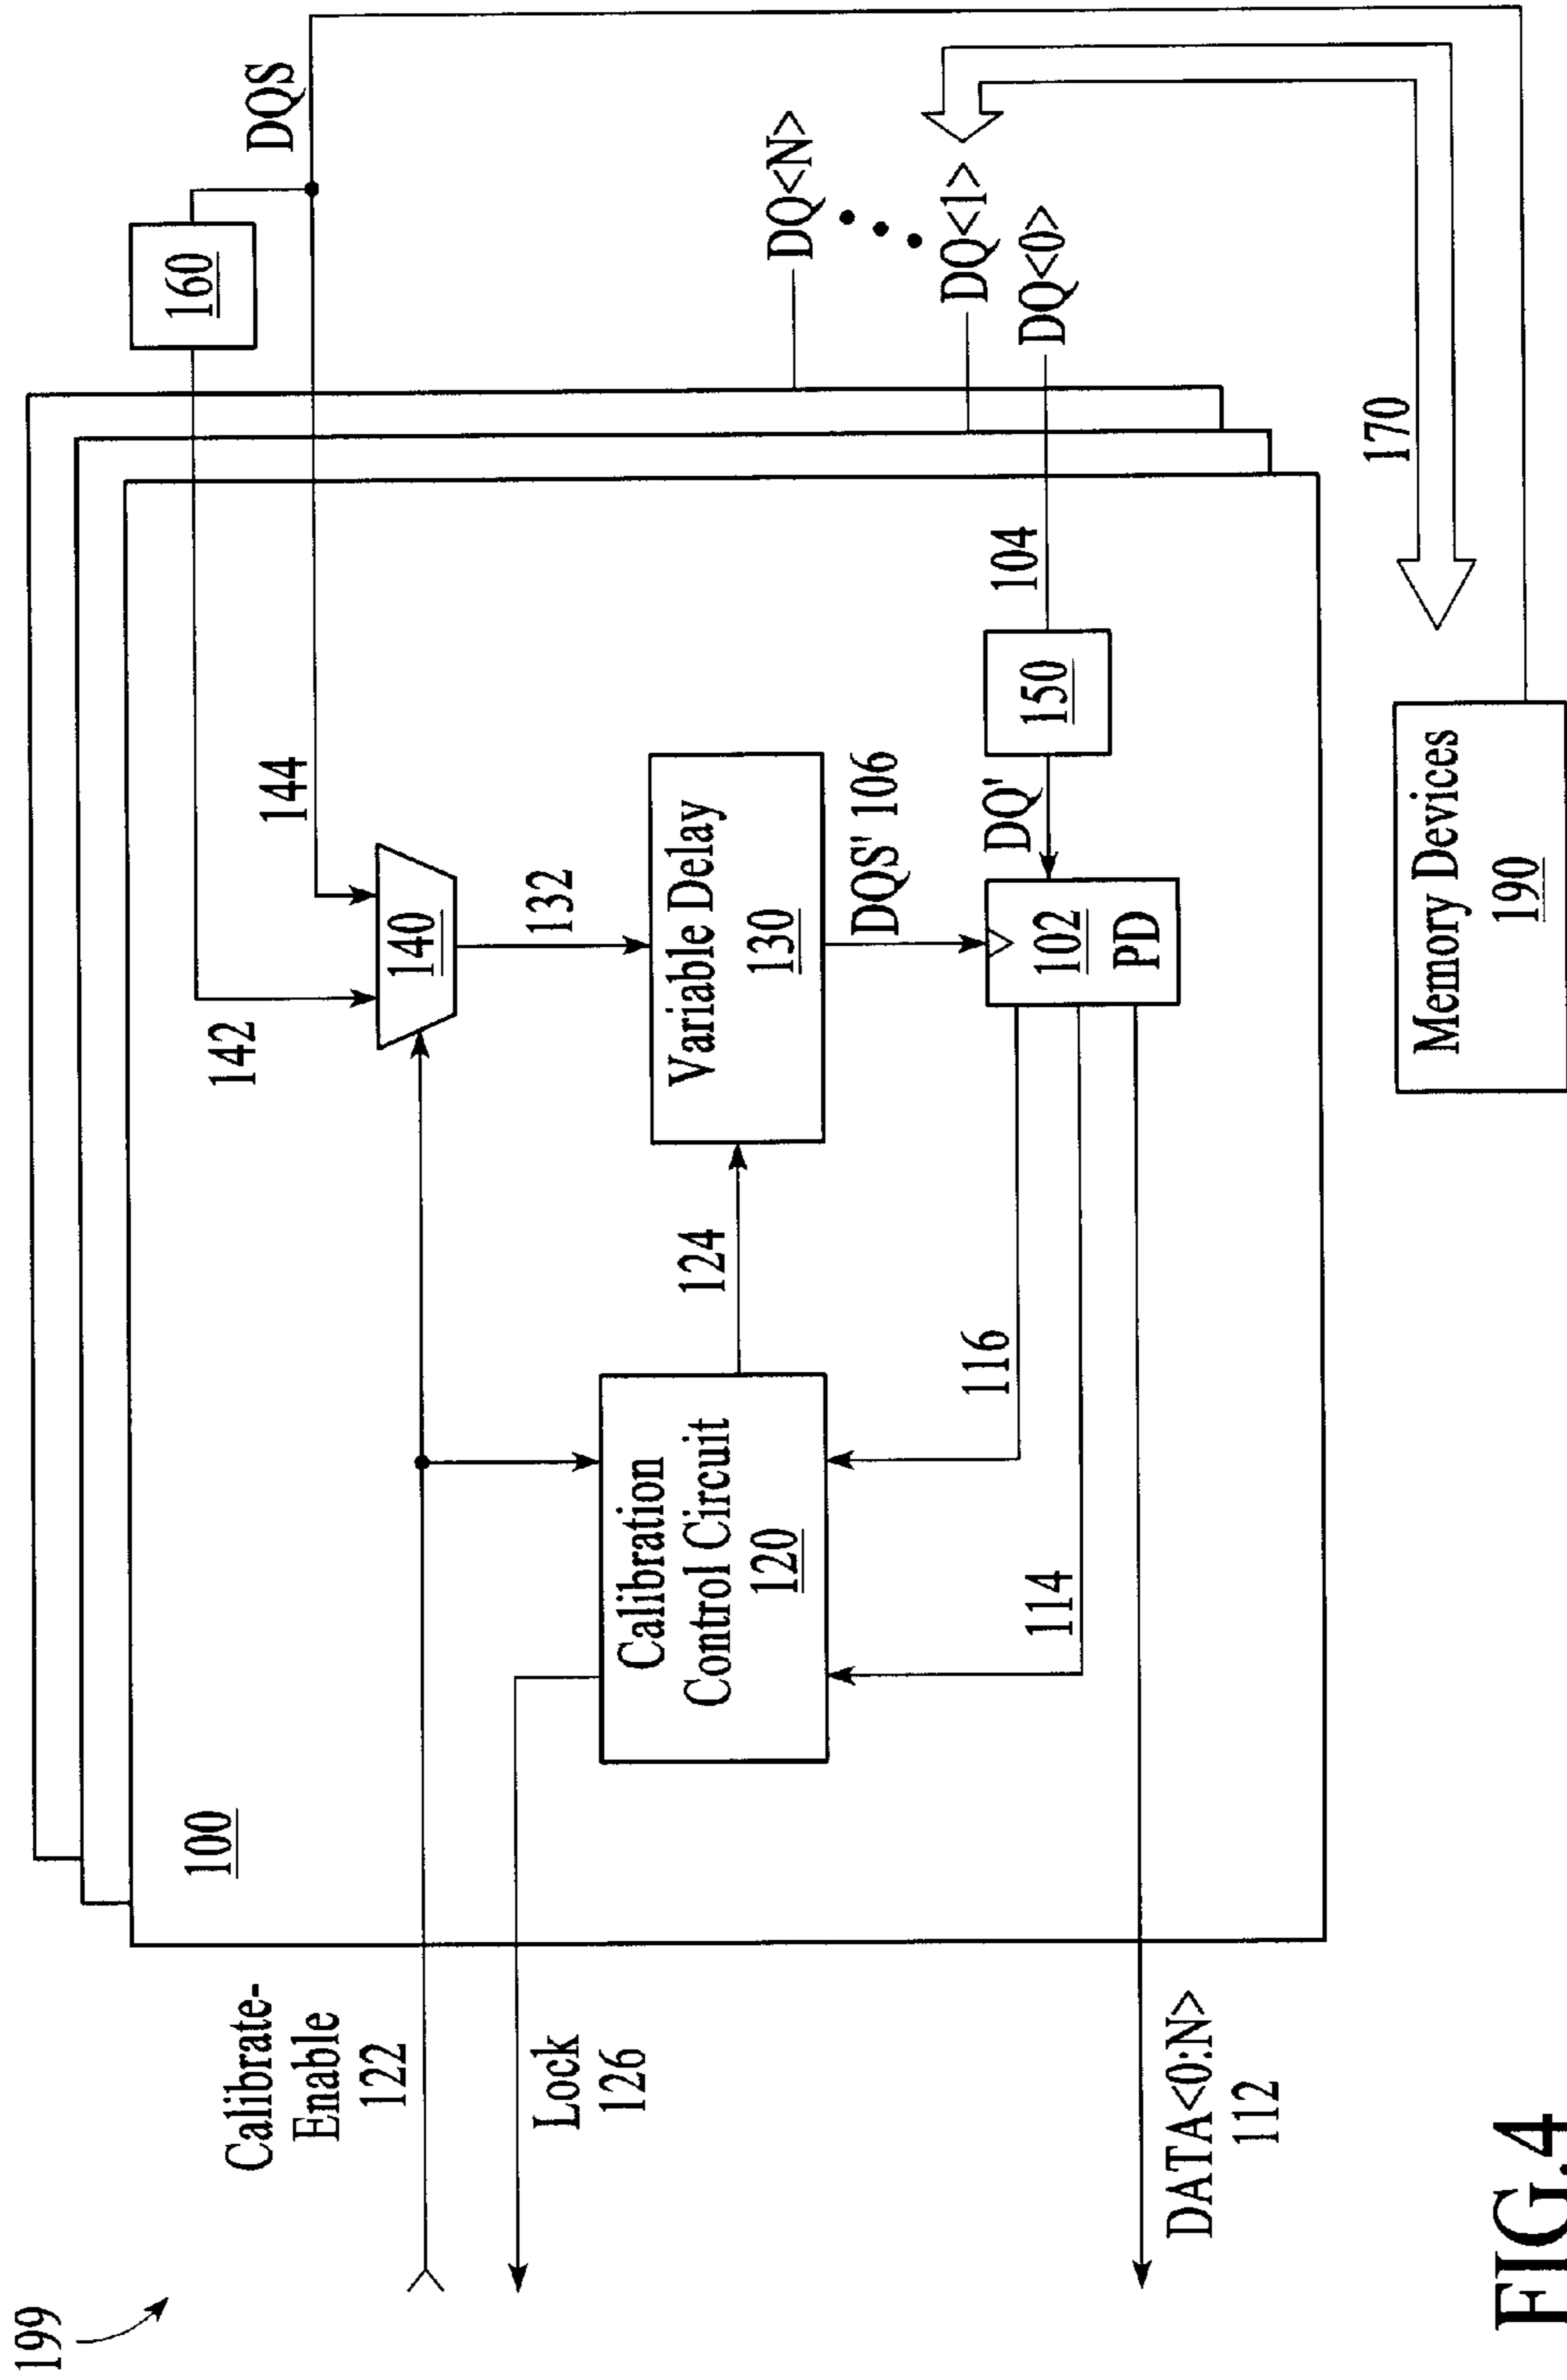 199
Calibrate-
Enable
122
Lock
126
DATA<0:N>
112
100
Calibration
Control Circuit
120
114
116
124
142
144
140
132
Variable Delay
130
DQS' 106
102
PD
DQ'
150
104
160
DQS
DQ<N>
DQ<1>
DQ<0>
170
Memory Devices
190
FIG.4